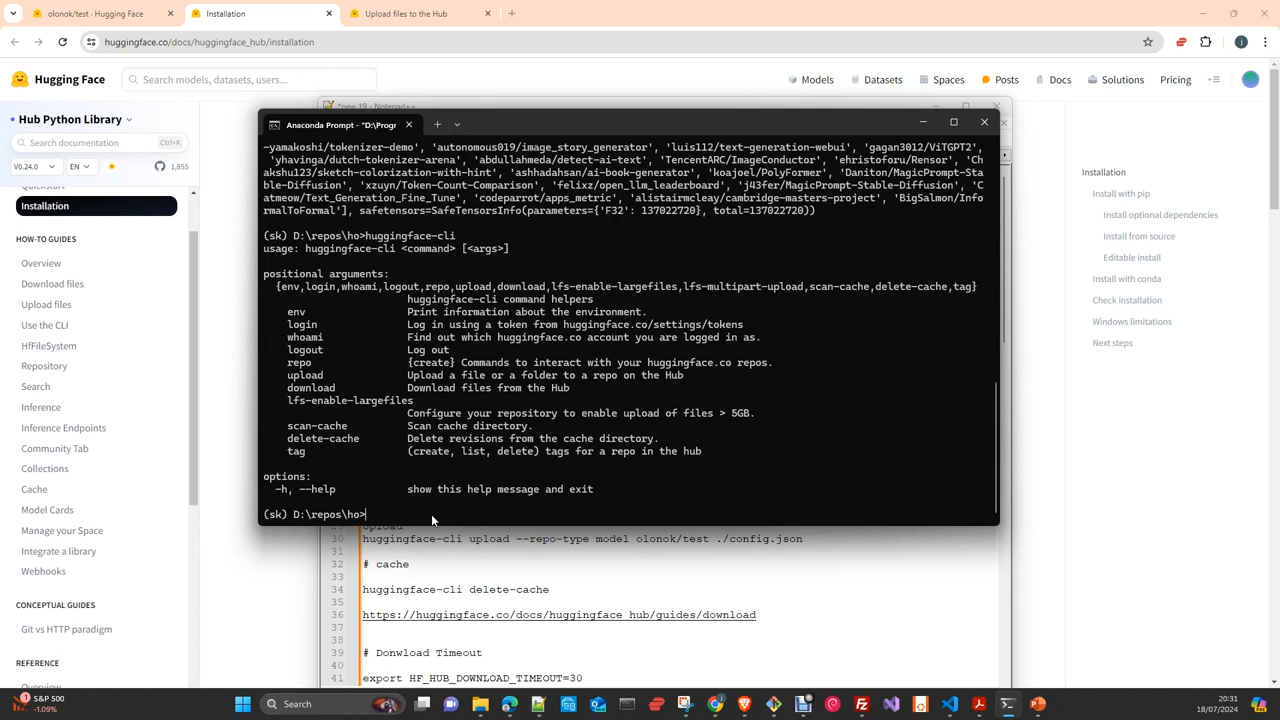 olonok/test · Hugging Face
Installation
Upload files to the Hub
huggingface.co/docs/huggingface_hub/installation
Hugging Face
Search models, datasets, users...
Models
Datasets
Spaces
Posts
Docs
Solutions
Pricing
Hub Python Library
Search documentation
Ctrl+K
V0.24.0
EN
1,855
Quickstart
Installation
HOW-TO GUIDES
Overview
Download files
Upload files
Use the CLI
HfFileSystem
Repository
Search
Inference
Inference Endpoints
Community Tab
Collections
Cache
Model Cards
Manage your Space
Integrate a library
Webhooks
CONCEPTUAL GUIDES
Git vs HTTP paradigm
REFERENCE
Overview
*new 19 - Notepad++
Anaconda Prompt - "D:\Progr
-yamakoshi/tokenizer-demo', 'autonomous019/image_story_generator', 'luis112/text-generation-webui', 'gagan3012/ViTGPT2',
'yhavinga/dutch-tokenizer-arena', 'abdullahmeda/detect-ai-text', 'TencentARC/ImageConductor', 'ehristoforu/Rensor', 'Ch
akshu123/sketch-colorization-with-hint', 'ashhadahsan/ai-book-generator', 'koajoel/PolyFormer', 'Daniton/MagicPrompt-Sta
ble-Diffusion', 'xzuyn/Token-Count-Comparison', 'felixz/open_llm_leaderboard', 'j43fer/MagicPrompt-Stable-Diffusion', 'C
atmeow/Text_Generation_Fine_Tune', 'codeparrot/apps_metric', 'alistairmcleay/cambridge-masters-project', 'BigSalmon/Info
rmalToFormal'], safetensors=SafeTensorsInfo(parameters={'F32': 137022720}, total=137022720))
(sk) D:\repos\ho>huggingface-cli
usage: huggingface-cli <command> [<args>]
positional arguments:
{env,login,whoami,logout,repo,upload,download,lfs-enable-largefiles,lfs-multipart-upload,scan-cache,delete-cache,tag}
huggingface-cli command helpers
env Print information about the environment.
login Log in using a token from huggingface.co/settings/tokens
whoami Find out which huggingface.co account you are logged in as.
logout Log out
repo {create} Commands to interact with your huggingface.co repos.
upload Upload a file or a folder to a repo on the Hub
download Download files from the Hub
lfs-enable-largefiles
Configure your repository to enable upload of files > 5GB.
scan-cache Scan cache directory.
delete-cache Delete revisions from the cache directory.
tag (create, list, delete) tags for a repo in the hub
options:
-h, --help show this help message and exit
(sk) D:\repos\ho>
29 upload
30 huggingface-cli upload --repo-type model olonok/test ./config.json
31
32 # cache
33
34 huggingface-cli delete-cache
35
36 https://huggingface.co/docs/huggingface_hub/guides/download
37
38
39 # Donwload Timeout
40
41 export HF_HUB_DOWNLOAD_TIMEOUT=30
Installation
Install with pip
Install optional dependencies
Install from source
Editable install
Install with conda
Check installation
Windows limitations
Next steps
S&P 500
-1.09%
Search
20:31
18/07/2024